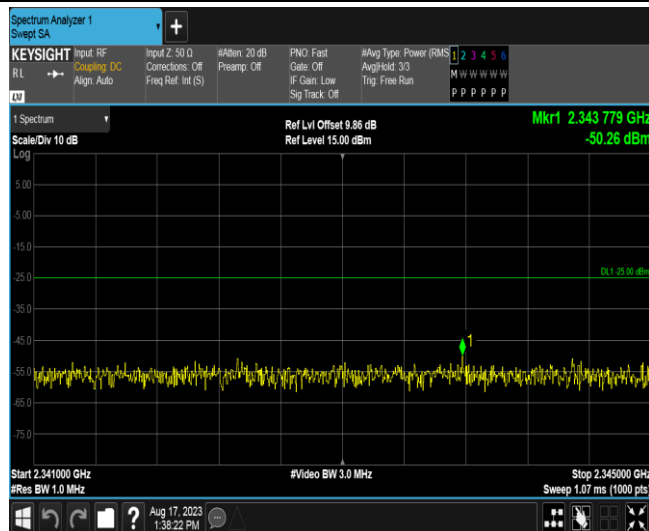 Spectrum Analyzer 1
Swept SA
+
KEYSIGHT
RL
LXI
Input: RF
Coupling: DC
Align: Auto
Input Z: 50 Ω
Corrections: Off
Freq Ref: Int (S)
#Atten: 20 dB
Preamp: Off
PNO: Fast
Gate: Off
IF Gain: Low
Sig Track: Off
#Avg Type: Power (RMS
Avg|Hold: 3/3
Trig: Free Run
1 2 3 4 5 6
M W W W W W
P P P P P P
1 Spectrum
Scale/Div 10 dB
Ref Lvl Offset 9.86 dB
Ref Level 15.00 dBm
Mkr1 2.343 779 GHz
-50.26 dBm
Log
5.00
-5.00
-15.0
-25.0
DL1 -25.00 dBm
-35.0
-45.0
1
-55.0
-65.0
-75.0
Start 2.341000 GHz
#Video BW 3.0 MHz
Stop 2.345000 GHz
#Res BW 1.0 MHz
Sweep 1.07 ms (1000 pts)
?
Aug 17, 2023
1:38:22 PM